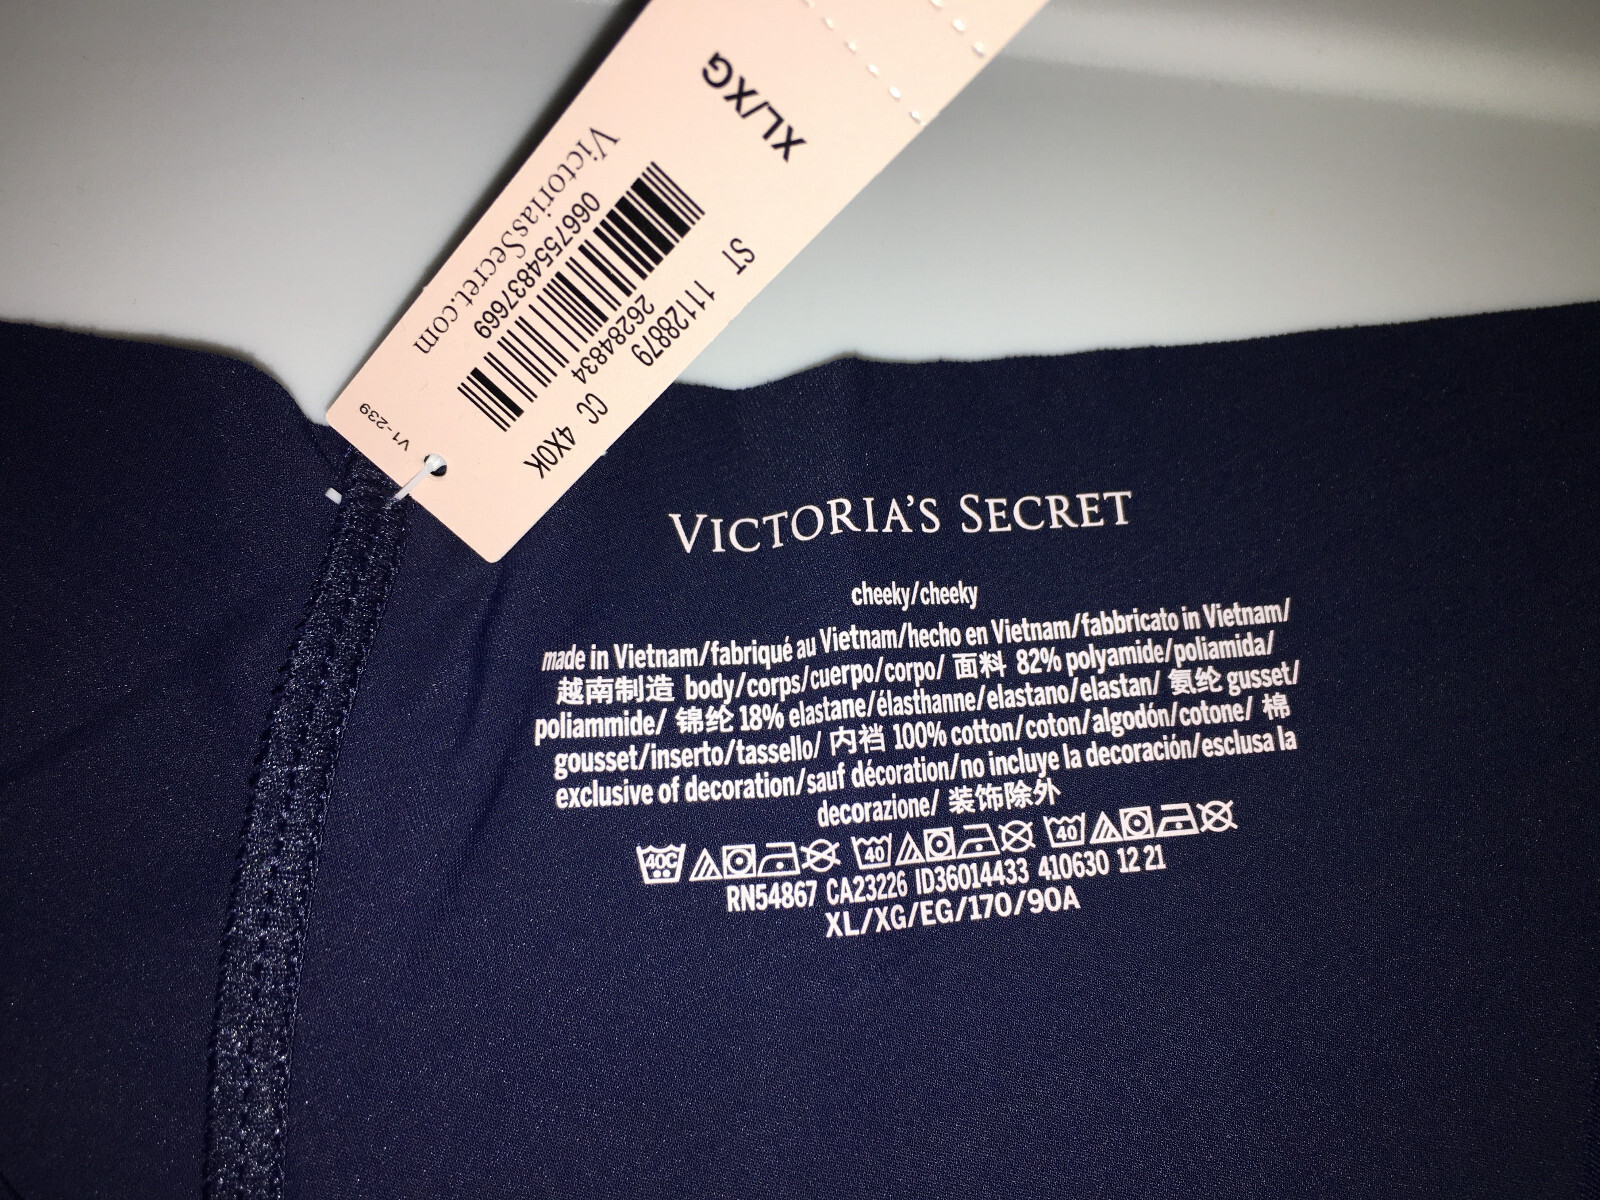 XL/XG
VictoriasSecret.com
0667554837669
ST 11128879
26284834
CC 4X0K
V1-239
VICTORIA'S SECRET
cheeky/cheeky
made in Vietnam/fabriqué au Vietnam/hecho en Vietnam/fabbricato in Vietnam/
越南制造 body/corps/cuerpo/corpo/ 面料 82% polyamide/poliamida/
poliammide/ 锦纶 18% elastane/élasthanne/elastano/elastan/ 氨纶 gusset/
gousset/inserto/tassello/ 内裆 100% cotton/coton/algodón/cotone/ 棉
exclusive of decoration/sauf décoration/no incluye la decoración/esclusa la
decorazione/ 装饰除外
40C 40 40
RN54867 CA23226 ID36014433 410630 12 21
XL/XG/EG/170/90A